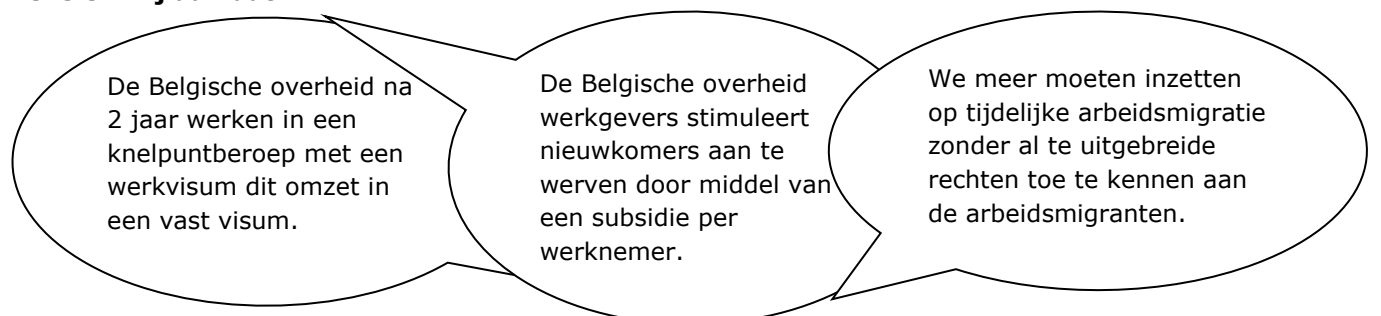 De Belgische overheid na
2 jaar werken in een
knelpuntberoep met een
werkvisum dit omzet in
een vast visum.
De Belgische overheid
werkgevers stimuleert
nieuwkomers aan te
werven door middel van
een subsidie per
werknemer.
We meer moeten inzetten
op tijdelijke arbeidsmigratie
zonder al te uitgebreide
rechten toe te kennen aan
de arbeidsmigranten.